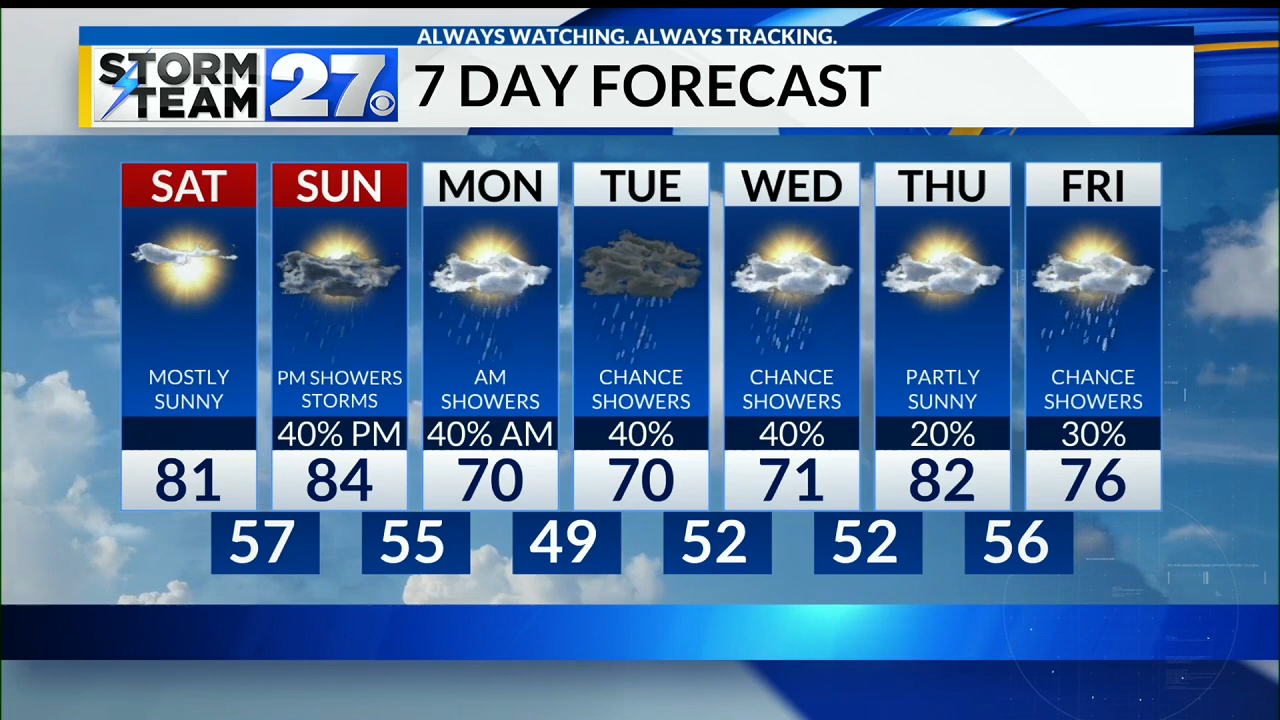 ALWAYS WATCHING. ALWAYS TRACKING.
STORM
TEAM
27
7 DAY FORECAST
SAT SUN MON TUE WED THU FRI
MOSTLY SUNNY
PM SHOWERS STORMS
AM SHOWERS
CHANCE SHOWERS
CHANCE SHOWERS
PARTLY SUNNY
CHANCE SHOWERS
40% PM 40% AM 40% 40% 20% 30%
81 84 70 70 71 82 76
57 55 49 52 52 56